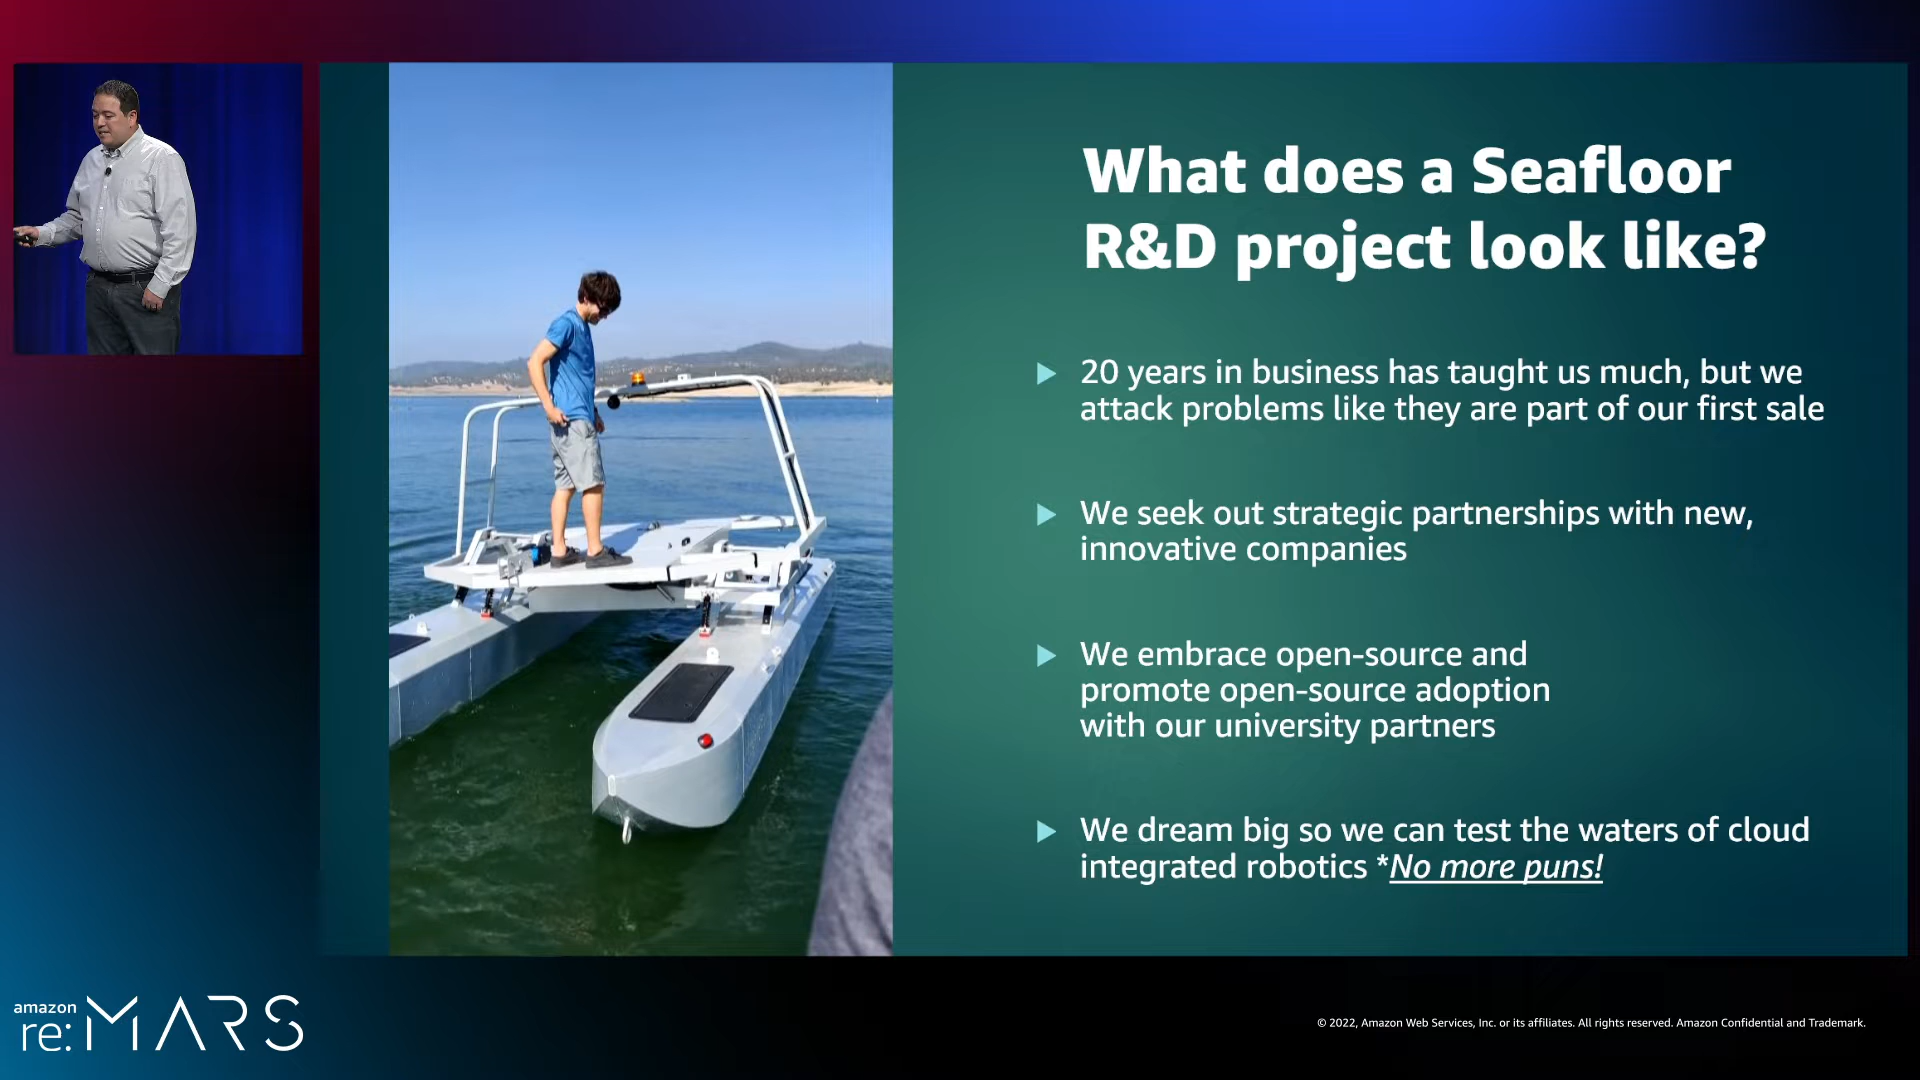 What does a Seafloor
R&D project look like?
20 years in business has taught us much, but we
attack problems like they are part of our first sale
We seek out strategic partnerships with new,
innovative companies
We embrace open-source and
promote open-source adoption
with our university partners
We dream big so we can test the waters of cloud
integrated robotics *No more puns!
amazon
re:MARS
© 2022, Amazon Web Services, Inc. or its affiliates. All rights reserved. Amazon Confidential and Trademark.